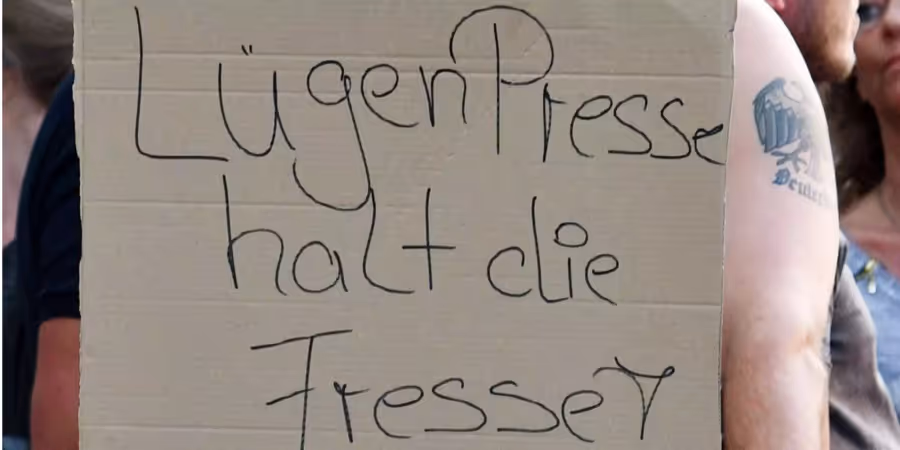 LügenPresse
halt die
Fresse